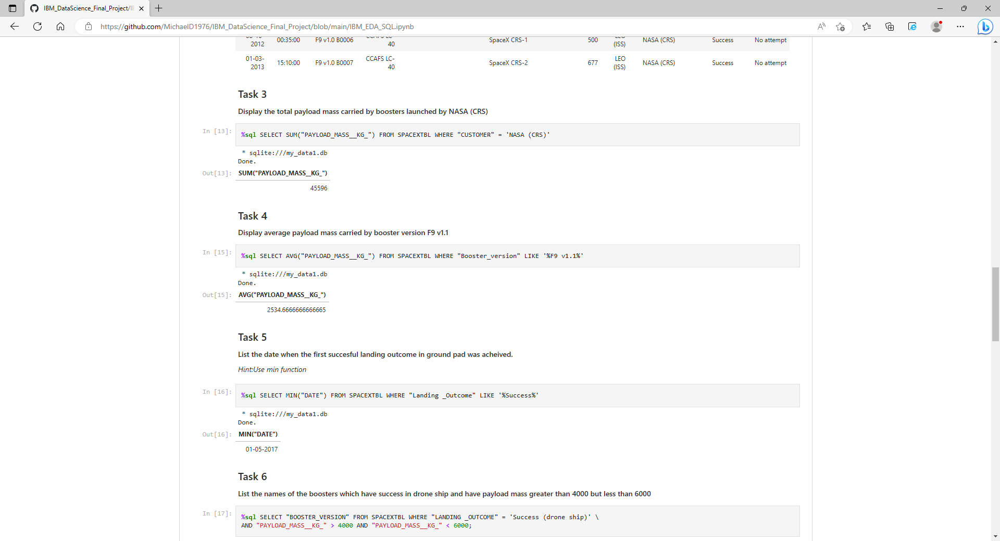 IBM_DataScience_Final_Project/IE
https://github.com/MichaelD1976/IBM_DataScience_Final_Project/blob/main/IBM_EDA_SQL.ipynb
2012 00:35:00 F9 v1.0 B0006 CCAFS LC-40 SpaceX CRS-1 500 LEO (ISS) NASA (CRS) Success No attempt
01-03-2013 15:10:00 F9 v1.0 B0007 CCAFS LC-40 SpaceX CRS-2 677 LEO (ISS) NASA (CRS) Success No attempt
Task 3
Display the total payload mass carried by boosters launched by NASA (CRS)
In [13]: %sql SELECT SUM("PAYLOAD_MASS__KG_") FROM SPACEXTBL WHERE "CUSTOMER" = 'NASA (CRS)'
* sqlite:///my_data1.db
Done.
Out[13]: SUM("PAYLOAD_MASS__KG_")
45596
Task 4
Display average payload mass carried by booster version F9 v1.1
In [15]: %sql SELECT AVG("PAYLOAD_MASS__KG_") FROM SPACEXTBL WHERE "Booster_version" LIKE '%F9 v1.1%'
* sqlite:///my_data1.db
Done.
Out[15]: AVG("PAYLOAD_MASS__KG_")
2534.6666666666665
Task 5
List the date when the first succesful landing outcome in ground pad was acheived.
Hint:Use min function
In [16]: %sql SELECT MIN("DATE") FROM SPACEXTBL WHERE "Landing _Outcome" LIKE '%Success%'
* sqlite:///my_data1.db
Done.
Out[16]: MIN("DATE")
01-05-2017
Task 6
List the names of the boosters which have success in drone ship and have payload mass greater than 4000 but less than 6000
In [17]: %sql SELECT "BOOSTER_VERSION" FROM SPACEXTBL WHERE "LANDING _OUTCOME" = 'Success (drone ship)' \
AND "PAYLOAD_MASS__KG_" > 4000 AND "PAYLOAD_MASS__KG_" < 6000;